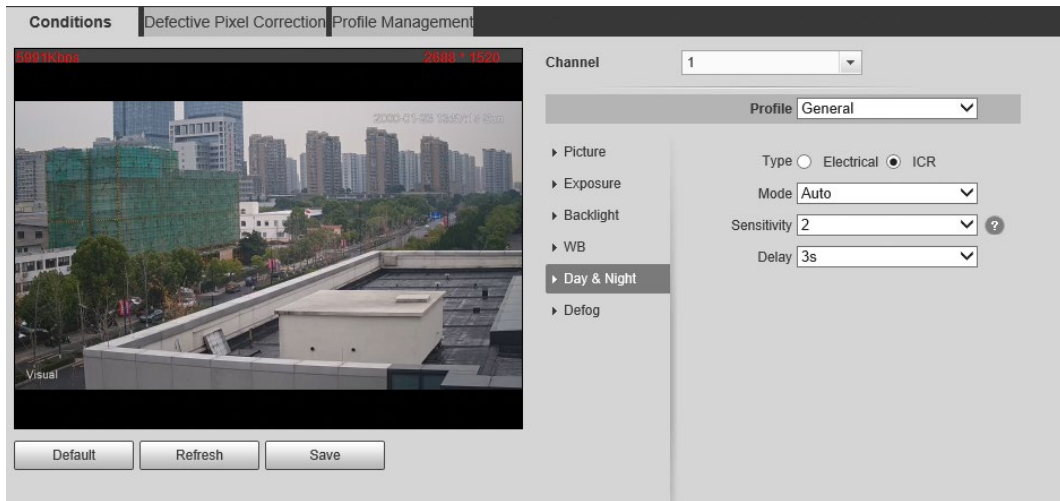 Conditions
Defective Pixel Correction
Profile Management
5991Kbps
2688 * 1520
Visual
Default
Refresh
Save
Channel
1
Profile General
Picture
Exposure
Backlight
WB
Day & Night
Defog
Type Electrical ICR
Mode Auto
Sensitivity 2 ?
Delay 3s